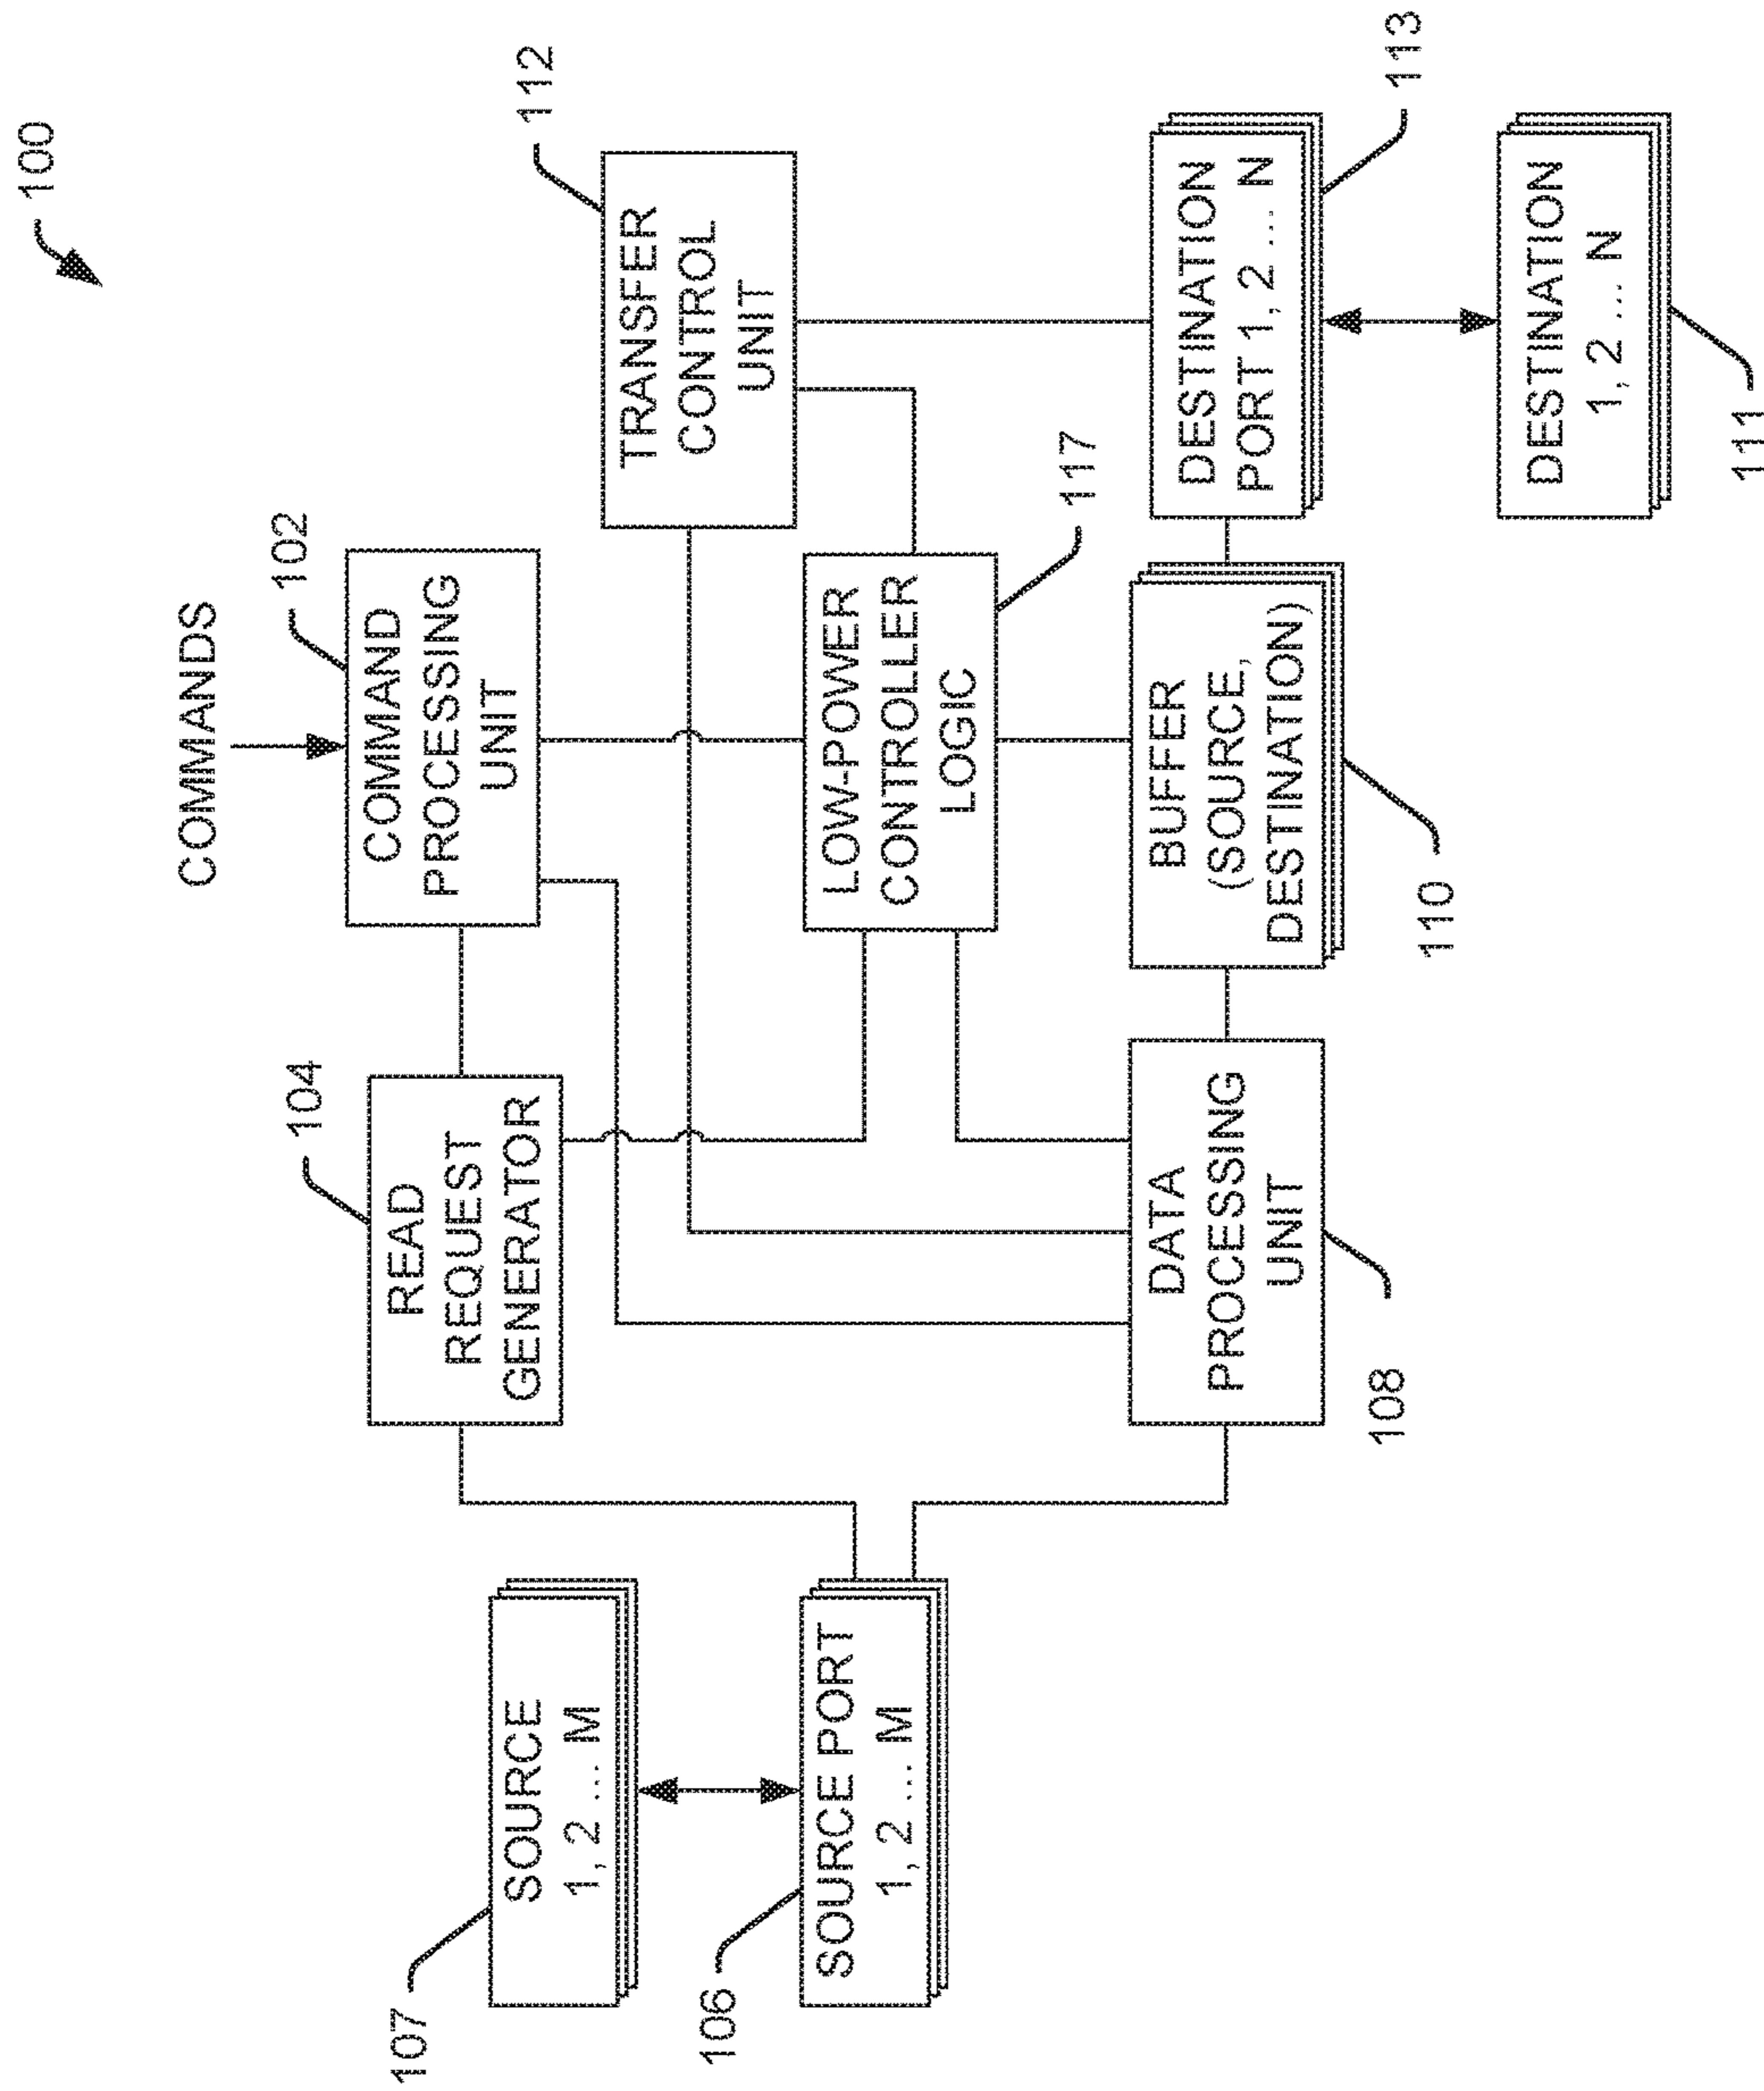 100
COMMANDS
102
COMMAND
PROCESSING
UNIT
104
READ
REQUEST
GENERATOR
112
TRANSFER
CONTROL
UNIT
107
SOURCE
1, 2 ... M
106
SOURCE PORT
1, 2 ... M
LOW-POWER
CONTROLLER
LOGIC
117
DATA
PROCESSING
UNIT
108
BUFFER
(SOURCE,
DESTINATION)
110
DESTINATION
PORT 1, 2 ... N
113
DESTINATION
1, 2 ... N
111